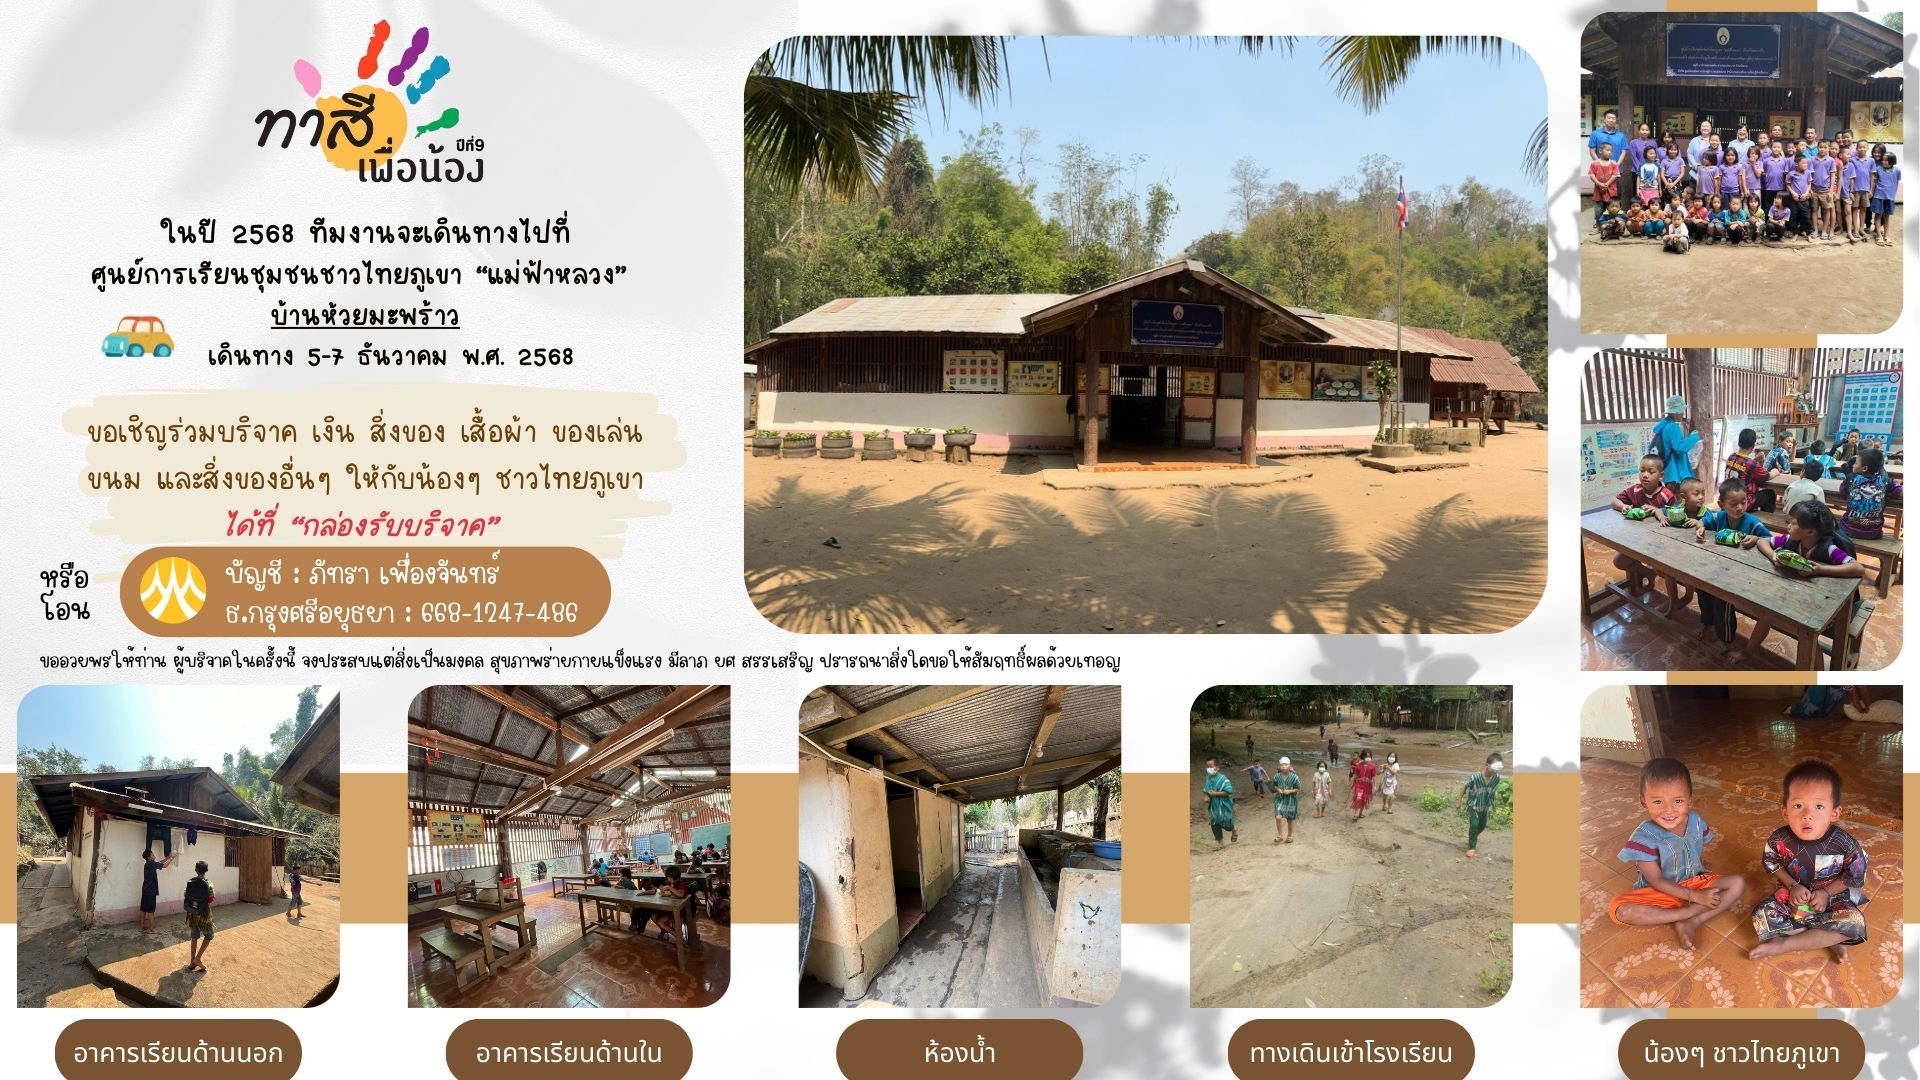 ทาสี
เพื่อน้อง
ปีที่9
ในปี 2568 ทีมงานจะเดินทางไปที่
ศูนย์การเรียนชุมชนชาวไทยภูเขา “แม่ฟ้าหลวง”
บ้านห้วยมะพร้าว
เดินทาง 5-7 ธันวาคม พ.ศ. 2568
ขอเชิญร่วมบริจาค เงิน สิ่งของ เสื้อผ้า ของเล่น
ขนม และสิ่งของอื่นๆ ให้กับน้องๆ ชาวไทยภูเขา
ได้ที่ “กล่องรับบริจาค”
หรือ
โอน
บัญชี : ภัทรา เฟื่องจันทร์
ธ.กรุงศรีอยุธยา : 668-1247-486
ขออวยพรให้ท่าน ผู้บริจาคในครั้งนี้ จงประสบแต่สิ่งเป็นมงคล สุขภาพร่ายกายแข็งแรง มีลาภ ยศ สรรเสริญ ปรารถนาสิ่งใดขอให้สัมฤทธิ์ผลด้วยเทอญ
อาคารเรียนด้านนอก
อาคารเรียนด้านใน
ห้องน้ำ
ทางเดินเข้าโรงเรียน
น้องๆ ชาวไทยภูเขา